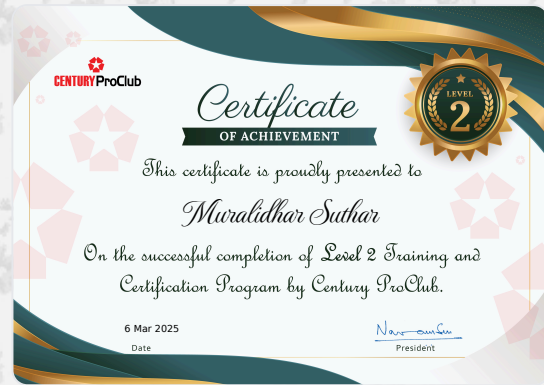 CENTURY ProClub
Certificate
OF ACHIEVEMENT
LEVEL
2
This certificate is proudly presented to
Muralidhar Suthar
On the successful completion of Level 2 Training and
Certification Program by Century ProClub.
6 Mar 2025
Date
President